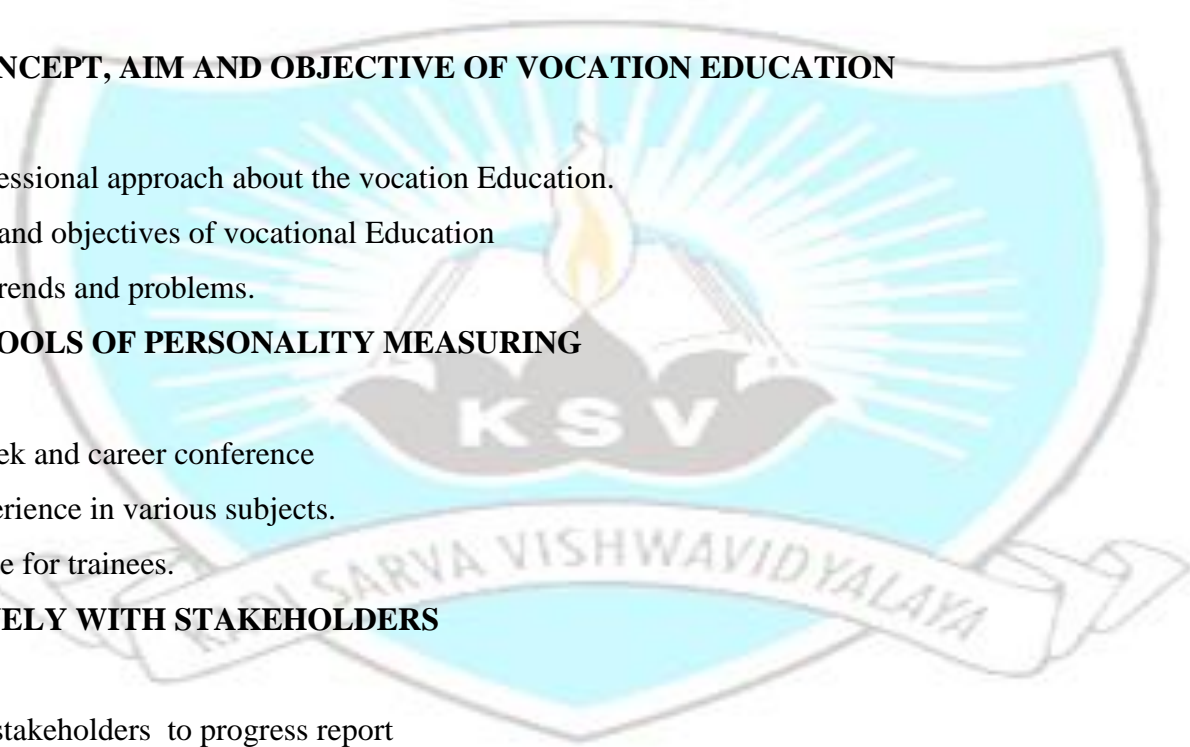 NCEPT, AIM AND OBJECTIVE OF VOCATION EDUCATION
essional approach about the vocation Education.
and objectives of vocational Education
rends and problems.
OOLS OF PERSONALITY MEASURING
KSV
ek and career conference
erience in various subjects.
e for trainees.
KADI SARVA VISHWAVIDYALAYA
ELY WITH STAKEHOLDERS
stakeholders to progress report